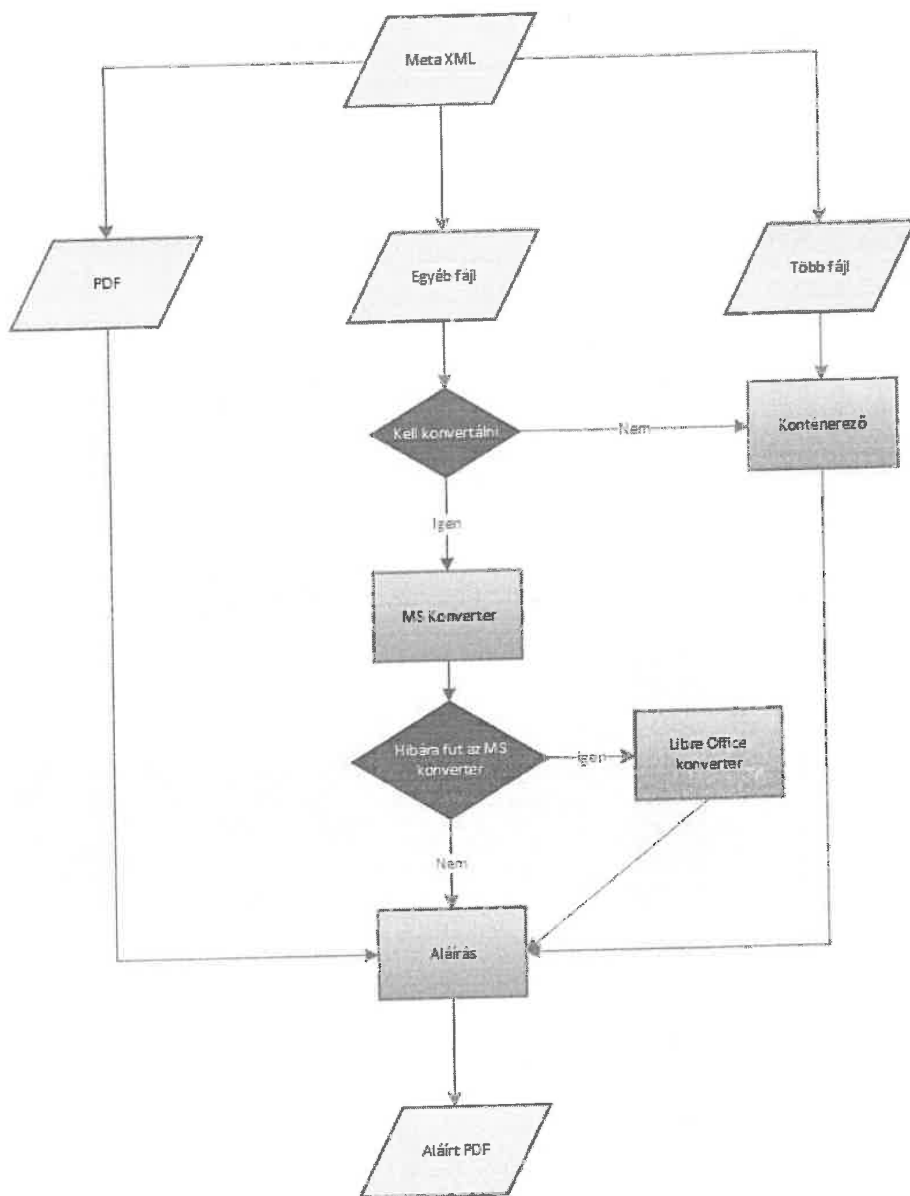 Meta XML
PDF
Egyéb fájl
Több fájl
Kell konvertálni
Nem
Konténerező
Igen
MS Konverter
Hibára fut az MS
konverter
Igen
Libre Office
konverter
Nem
Aláírás
Aláírt PDF